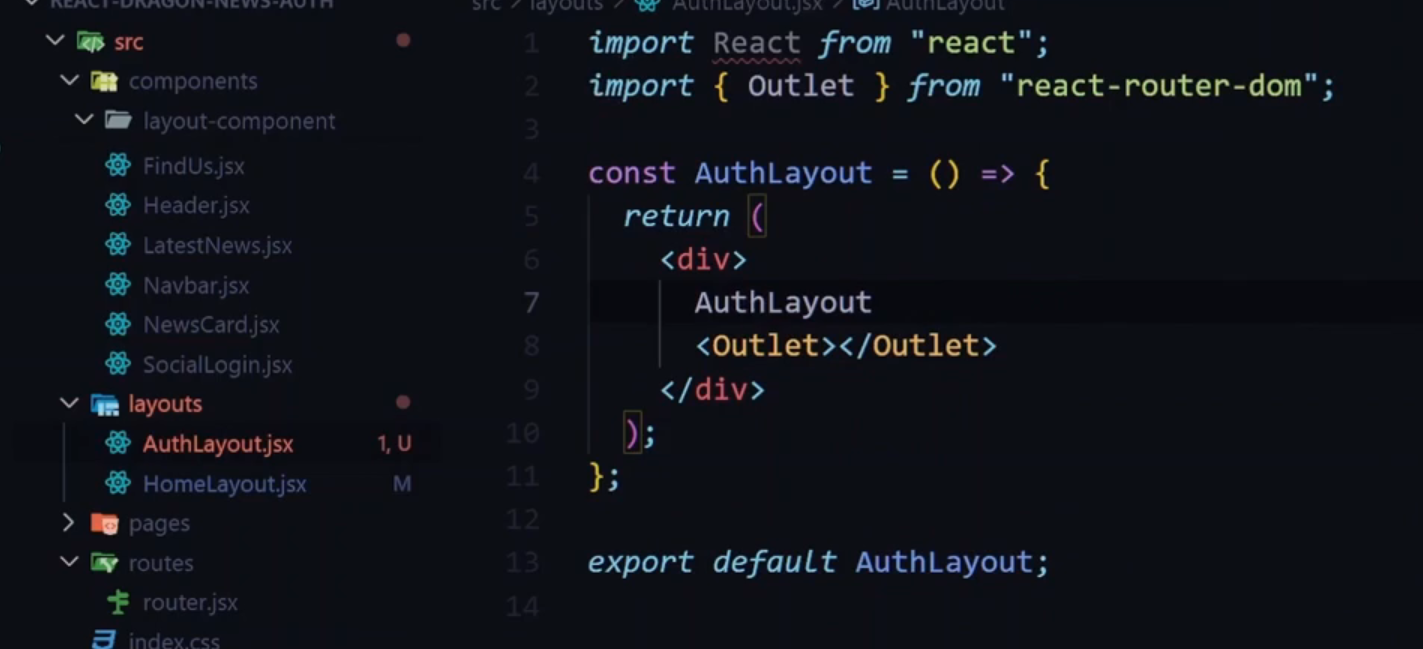 REACT-DRAGON-NEWS-AUTH
src
components
layout-component
FindUs.jsx
Header.jsx
LatestNews.jsx
Navbar.jsx
NewsCard.jsx
SocialLogin.jsx
layouts
AuthLayout.jsx 1, U
HomeLayout.jsx M
pages
routes
router.jsx
index.css
src > layouts > AuthLayout.jsx > AuthLayout
1 import React from "react";
2 import { Outlet } from "react-router-dom";
3
4 const AuthLayout = () => {
5 return (
6 <div>
7 AuthLayout
8 <Outlet></Outlet>
9 </div>
10 );
11 };
12
13 export default AuthLayout;
14